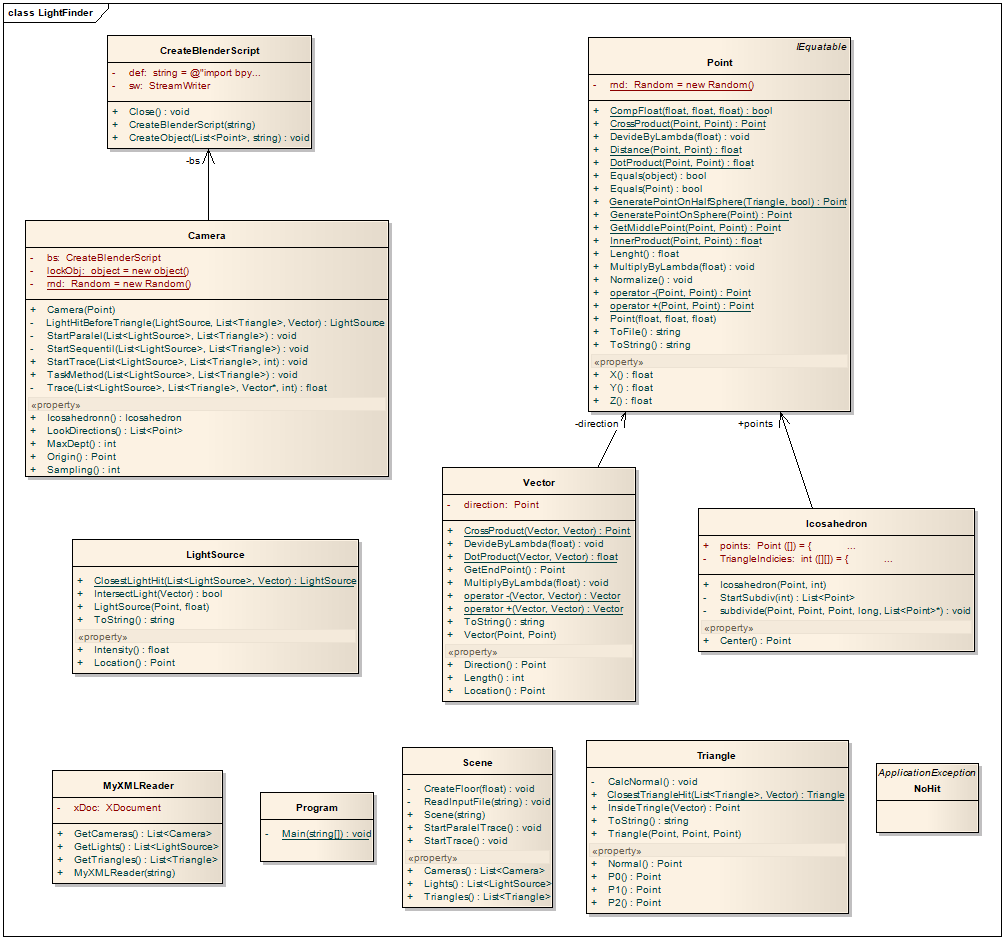 class LightFinder
CreateBlenderScript
- def: string = @"import bpy...
- sw: StreamWriter
+ Close() : void
+ CreateBlenderScript(string)
+ CreateObject(List<Point>, string) : void
-bs
Camera
- bs: CreateBlenderScript
- lockObj: object = new object()
- rnd: Random = new Random()
+ Camera(Point)
- LightHitBeforeTriangle(LightSource, List<Triangle>, Vector) : LightSource
- StartParalel(List<LightSource>, List<Triangle>) : void
- StartSequentil(List<LightSource>, List<Triangle>) : void
+ StartTrace(List<LightSource>, List<Triangle>, int) : void
+ TaskMethod(List<LightSource>, List<Triangle>) : void
- Trace(List<LightSource>, List<Triangle>, Vector*, int) : float
«property»
+ Icosahedronn() : Icosahedron
+ LookDirections() : List<Point>
+ MaxDept() : int
+ Origin() : Point
+ Sampling() : int
IEquatable
Point
- rnd: Random = new Random()
+ CompFloat(float, float, float) : bool
+ CrossProduct(Point, Point) : Point
+ DevideByLambda(float) : void
+ Distance(Point, Point) : float
+ DotProduct(Point, Point) : float
+ Equals(object) : bool
+ Equals(Point) : bool
+ GeneratePointOnHalfSphere(Triangle, bool) : Point
+ GeneratePointOnSphere(Point) : Point
+ GetMiddlePoint(Point, Point) : Point
+ InnerProduct(Point, Point) : float
+ Lenght() : float
+ MultiplyByLambda(float) : void
+ Normalize() : void
+ operator -(Point, Point) : Point
+ operator +(Point, Point) : Point
+ Point(float, float, float)
+ ToFile() : string
+ ToString() : string
«property»
+ X() : float
+ Y() : float
+ Z() : float
-direction
+points
Vector
- direction: Point
+ CrossProduct(Vector, Vector) : Point
+ DevideByLambda(float) : void
+ DotProduct(Vector, Vector) : float
+ GetEndPoint() : Point
+ MultiplyByLambda(float) : void
+ operator -(Vector, Vector) : Vector
+ operator +(Vector, Vector) : Vector
+ ToString() : string
+ Vector(Point, Point)
«property»
+ Direction() : Point
+ Length() : int
+ Location() : Point
Icosahedron
+ points: Point ([]) = { ...
- TriangleIndicies: int ([][]) = { ...
+ Icosahedron(Point, int)
- StartSubdiv(int) : List<Point>
- subdivide(Point, Point, Point, long, List<Point>*) : void
«property»
+ Center() : Point
LightSource
+ ClosestLightHit(List<LightSource>, Vector) : LightSource
+ IntersectLight(Vector) : bool
+ LightSource(Point, float)
+ ToString() : string
«property»
+ Intensity() : float
+ Location() : Point
MyXMLReader
- xDoc: XDocument
+ GetCameras() : List<Camera>
+ GetLights() : List<LightSource>
+ GetTriangles() : List<Triangle>
+ MyXMLReader(string)
Program
- Main(string[]) : void
Scene
- CreateFloor(float) : void
- ReadInputFile(string) : void
+ Scene(string)
+ StartParalelTrace() : void
+ StartTrace() : void
«property»
+ Cameras() : List<Camera>
+ Lights() : List<LightSource>
+ Triangles() : List<Triangle>
Triangle
- CalcNormal() : void
+ ClosestTriangleHit(List<Triangle>, Vector) : Triangle
+ InsideTringle(Vector) : Point
+ ToString() : string
+ Triangle(Point, Point, Point)
«property»
+ Normal() : Point
+ P0() : Point
+ P1() : Point
+ P2() : Point
ApplicationException
NoHit